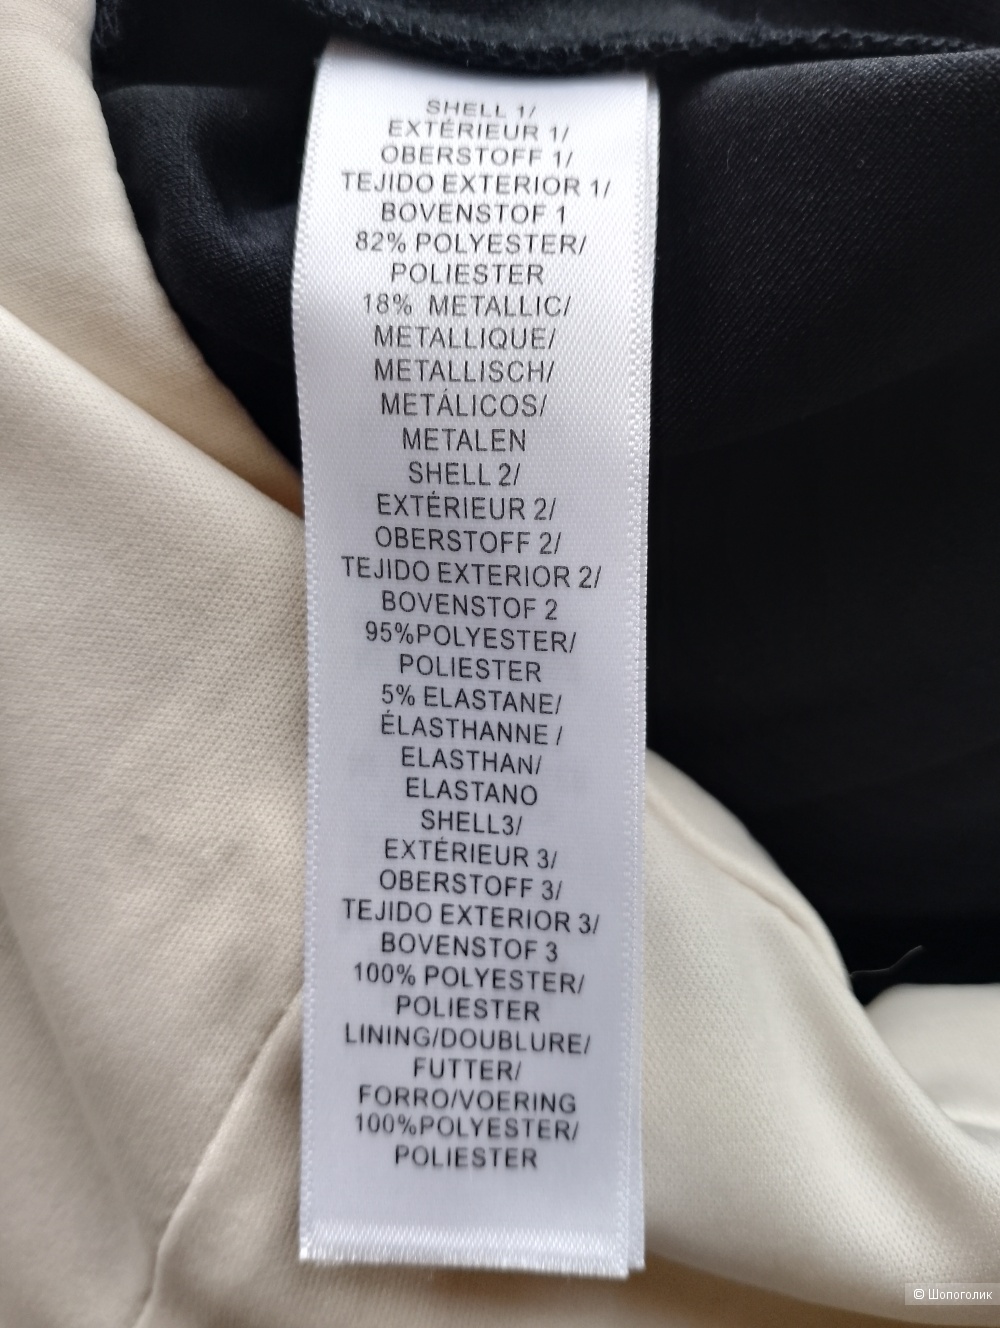 SHELL 1/
EXTÉRIEUR 1/
OBERSTOFF 1/
TEJIDO EXTERIOR 1/
BOVENSTOF 1
82% POLYESTER/
POLIESTER
18% METALLIC/
METALLIQUE/
METALLISCH/
METÁLICOS/
METALEN
SHELL 2/
EXTÉRIEUR 2/
OBERSTOFF 2/
TEJIDO EXTERIOR 2/
BOVENSTOF 2
95%POLYESTER/
POLIESTER
5% ELASTANE/
ÉLASTHANNE /
ELASTHAN/
ELASTANO
SHELL3/
EXTÉRIEUR 3/
OBERSTOFF 3/
TEJIDO EXTERIOR 3/
BOVENSTOF 3
100% POLYESTER/
POLIESTER
LINING/DOUBLURE/
FUTTER/
FORRO/VOERING
100%POLYESTER/
POLIESTER
© Шопоголик